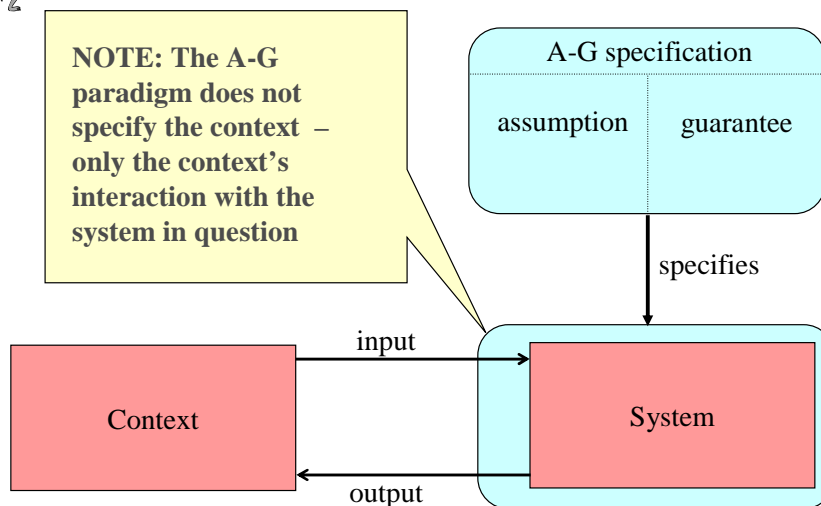 NOTE: The A-G
paradigm does not
specify the context –
only the context's
interaction with the
system in question
A-G specification
assumption
guarantee
specifies
input
Context
System
output